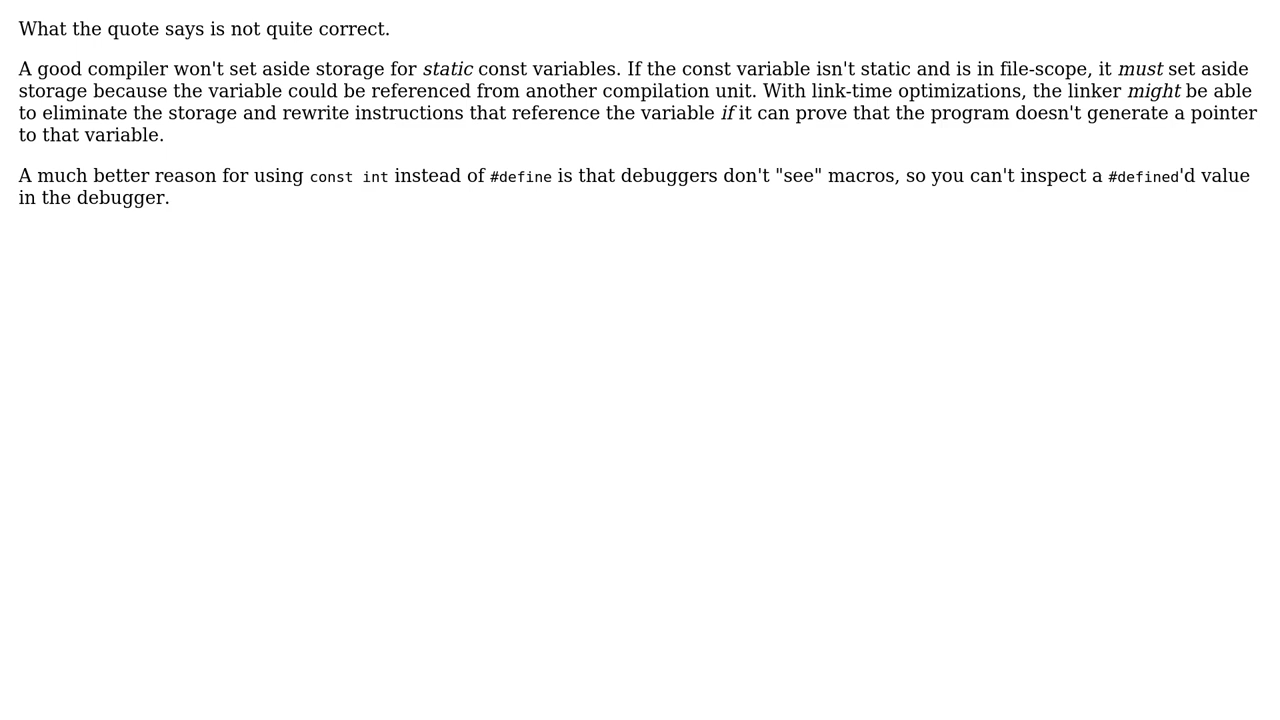 What the quote says is not quite correct.
A good compiler won't set aside storage for static const variables. If the const variable isn't static and is in file-scope, it must set aside
storage because the variable could be referenced from another compilation unit. With link-time optimizations, the linker might be able
to eliminate the storage and rewrite instructions that reference the variable if it can prove that the program doesn't generate a pointer
to that variable.
A much better reason for using const int instead of #define is that debuggers don't "see" macros, so you can't inspect a #defined'd value
in the debugger.